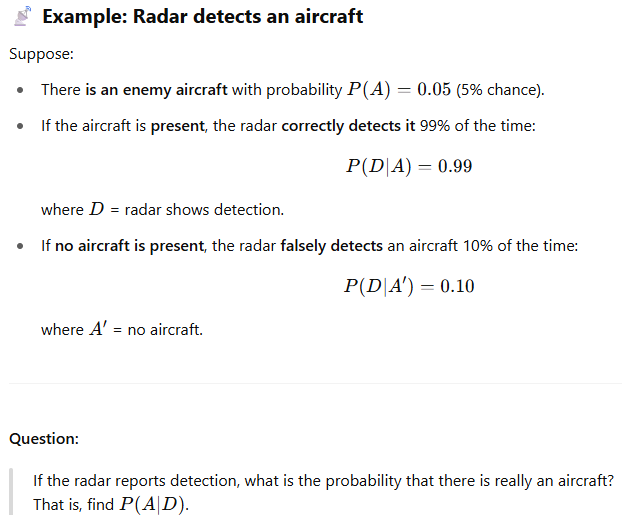 Example: Radar detects an aircraft
Suppose:
• There is an enemy aircraft with probability P(A) = 0.05 (5% chance).
• If the aircraft is present, the radar correctly detects it 99% of the time:
P(D|A) = 0.99
where D = radar shows detection.
• If no aircraft is present, the radar falsely detects an aircraft 10% of the time:
P(D|A′) = 0.10
where A′ = no aircraft.
Question:
If the radar reports detection, what is the probability that there is really an aircraft?
That is, find P(A|D).